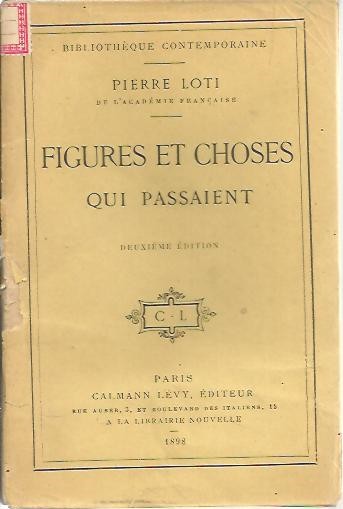 BIBLIOTHÈQUE CONTEMPORAINE
PIERRE LOTI
DE L'ACADÉMIE FRANÇAISE
FIGURES ET CHOSES
QUI PASSAIENT
DEUXIÈME ÉDITION
C · L
PARIS
CALMANN LÉVY, ÉDITEUR
RUE AUBER, 3, ET BOULEVARD DES ITALIENS, 15
A LA LIBRAIRIE NOUVELLE
1898